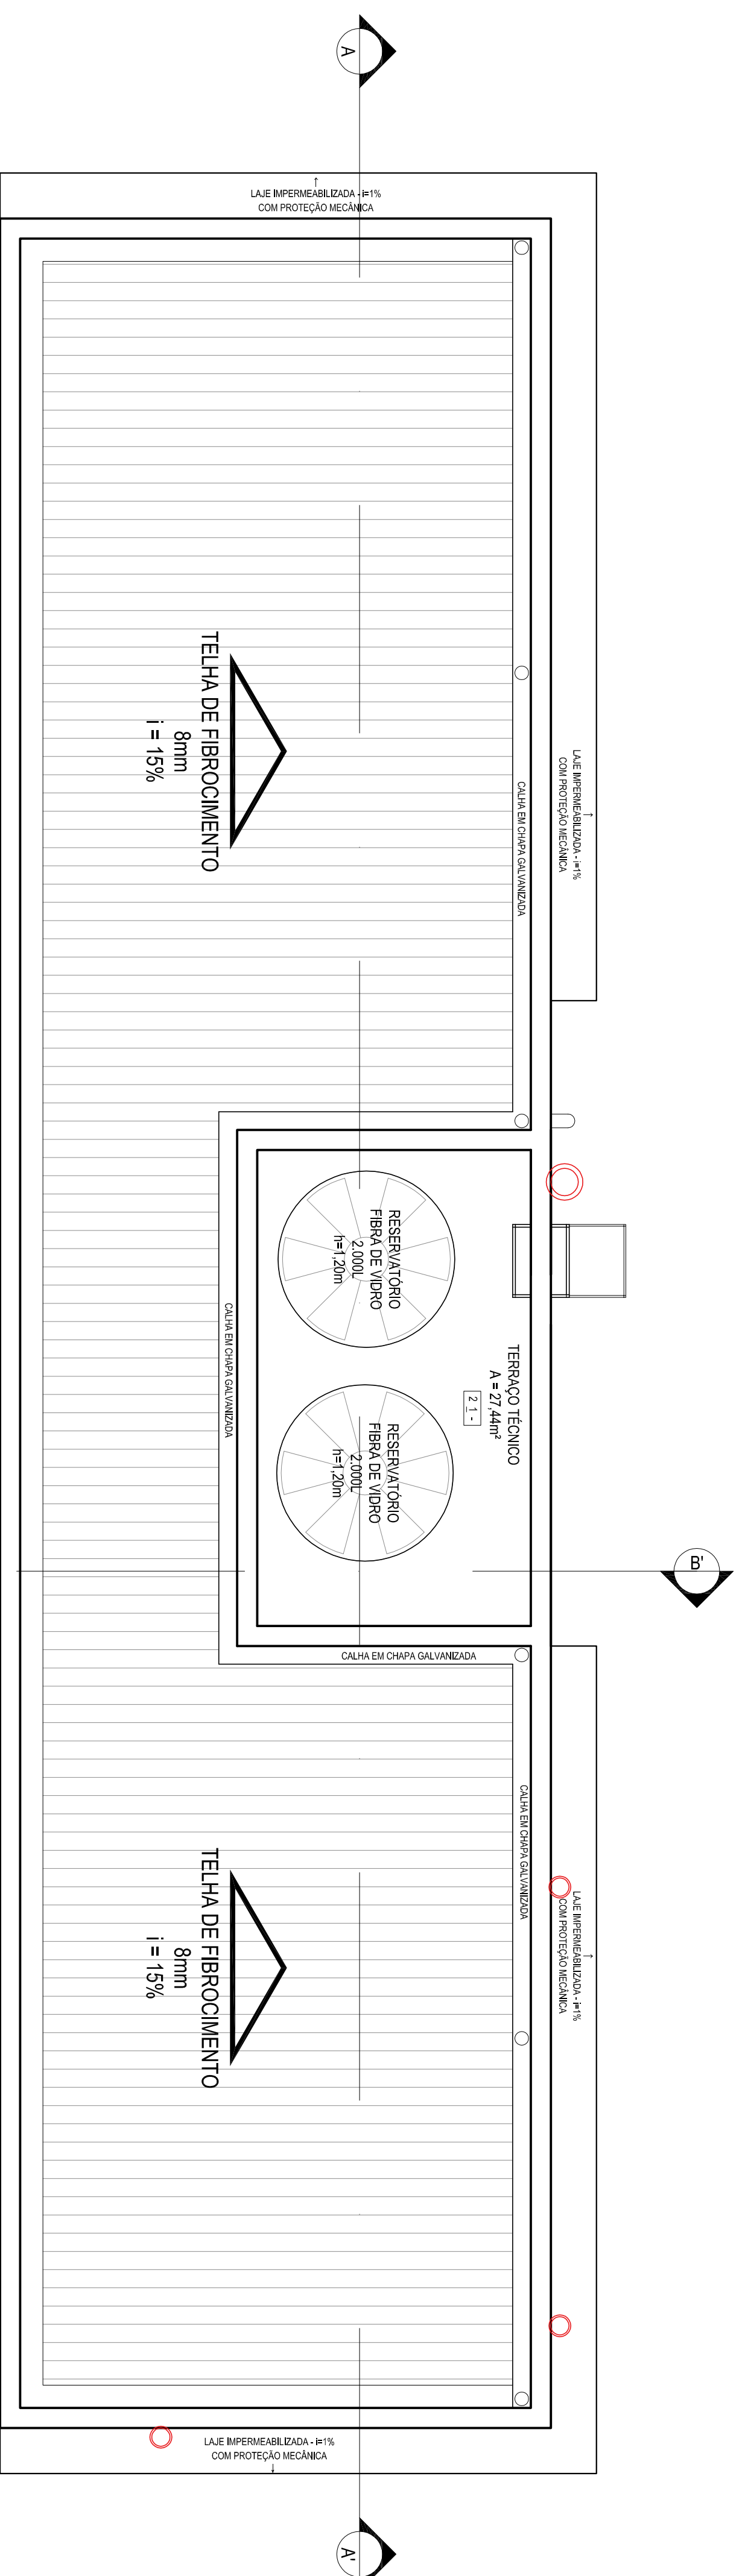 A
LAJE IMPERMEABILIZADA - i=1%
COM PROTEÇÃO MECÂNICA
TELHA DE FIBROCIMENTO
8mm
i = 15%
CALHA EM CHAPA GALVANIZADA
LAJE IMPERMEABILIZADA - i=1%
COM PROTEÇÃO MECÂNICA
RESERVATÓRIO
FIBRA DE VIDRO
2.000L
h=1,20m
CALHA EM CHAPA GALVANIZADA
TERRAÇO TÉCNICO
A = 27,44m²
2 1 -
RESERVATÓRIO
FIBRA DE VIDRO
2.000L
h=1,20m
B'
CALHA EM CHAPA GALVANIZADA
CALHA EM CHAPA GALVANIZADA
TELHA DE FIBROCIMENTO
8mm
i = 15%
LAJE IMPERMEABILIZADA - i=1%
COM PROTEÇÃO MECÂNICA
LAJE IMPERMEABILIZADA - i=1%
COM PROTEÇÃO MECÂNICA
A'